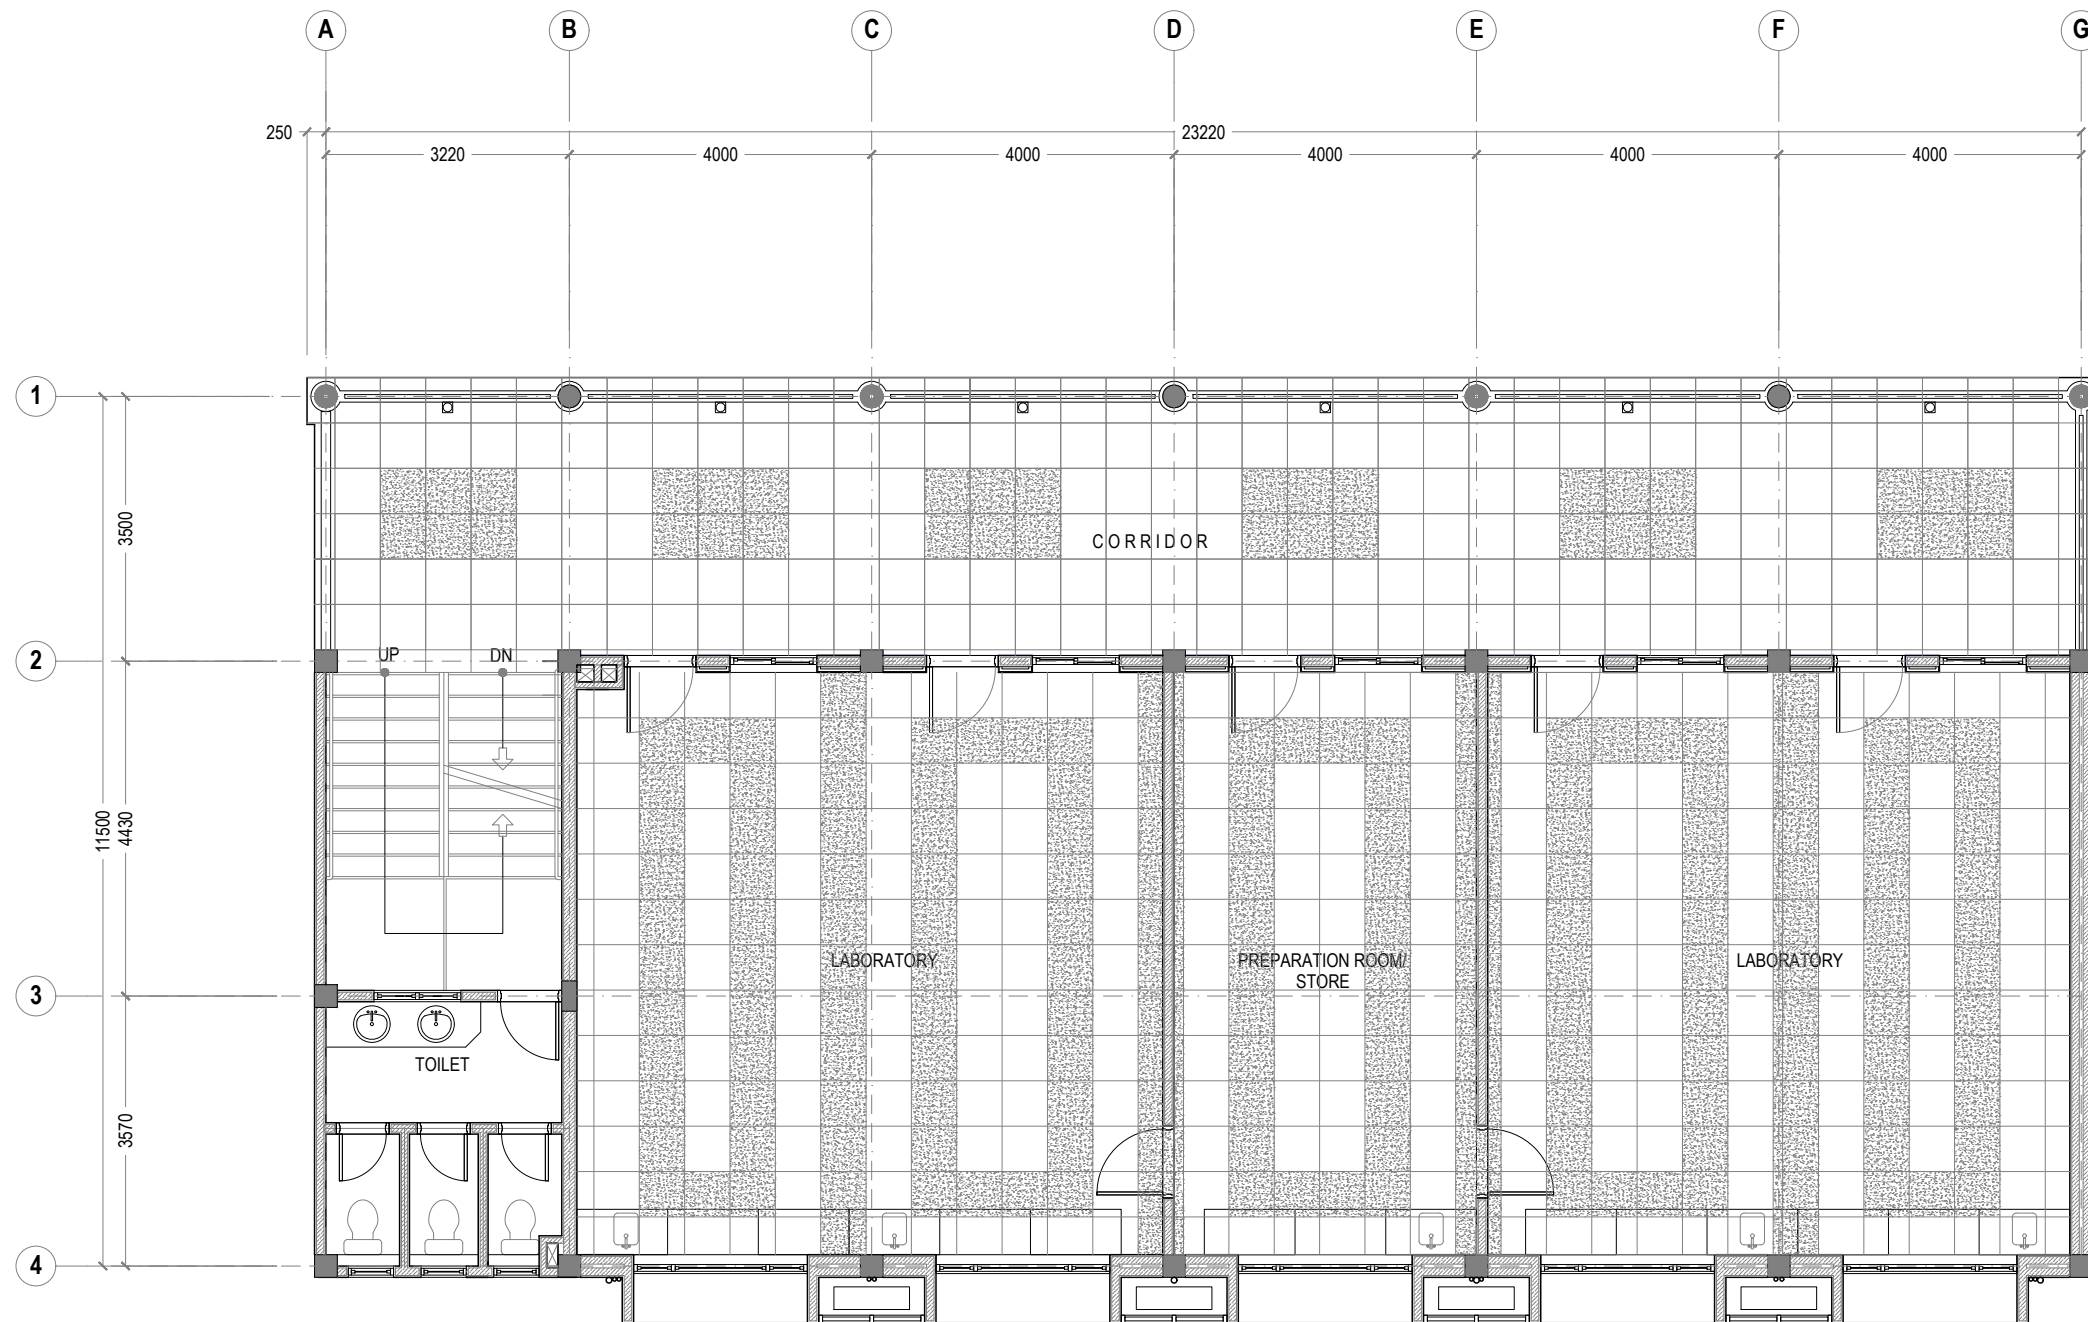 A B C D E F G
250
23220
3220 4000 4000 4000 4000 4000
1
3500
CORRIDOR
2
UP DN
11500
4430
LABORATORY
PREPARATION ROOM/
STORE
LABORATORY
3
TOILET
3570
4